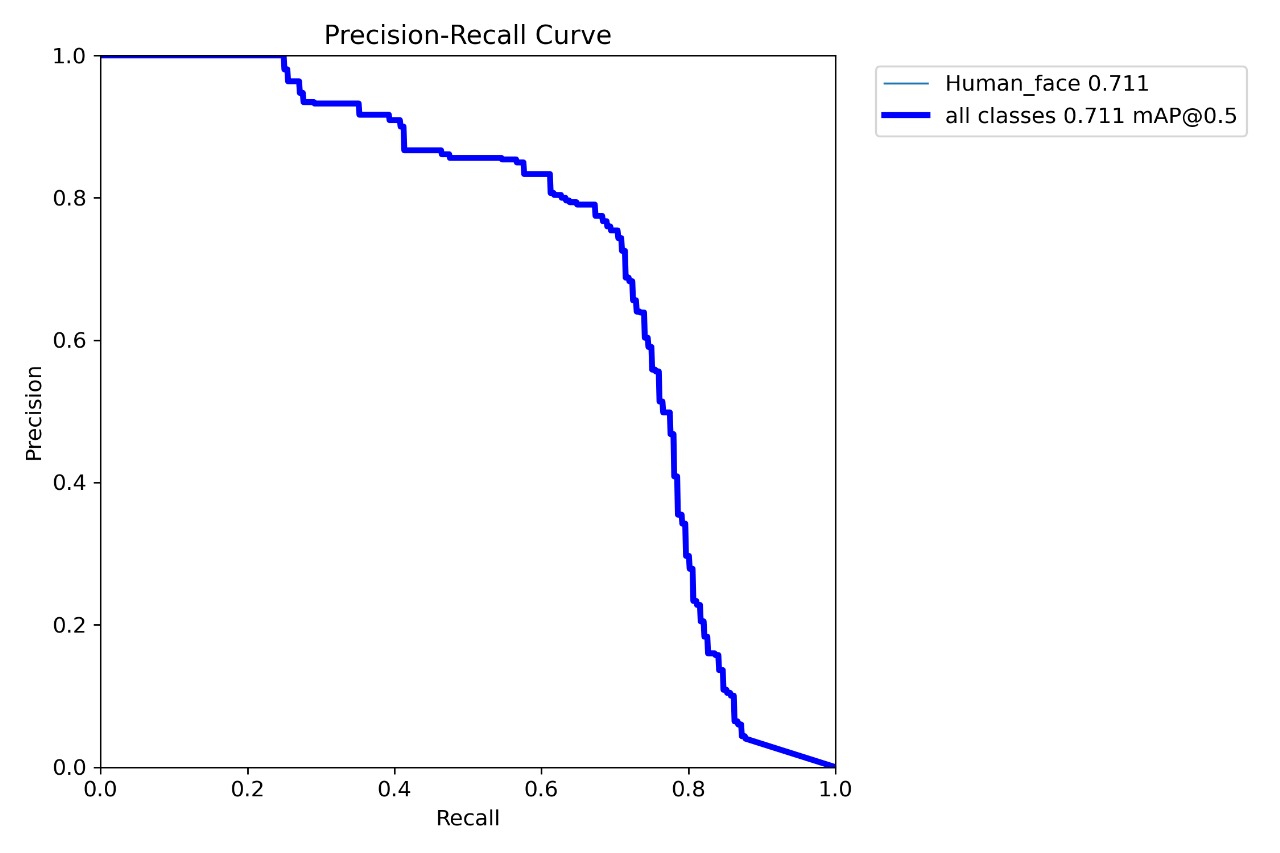 Precision-Recall Curve
1.0
0.8
0.6
0.4
0.2
0.0
Precision
0.0 0.2 0.4 0.6 0.8 1.0
Recall
Human_face 0.711
all classes 0.711 mAP@0.5